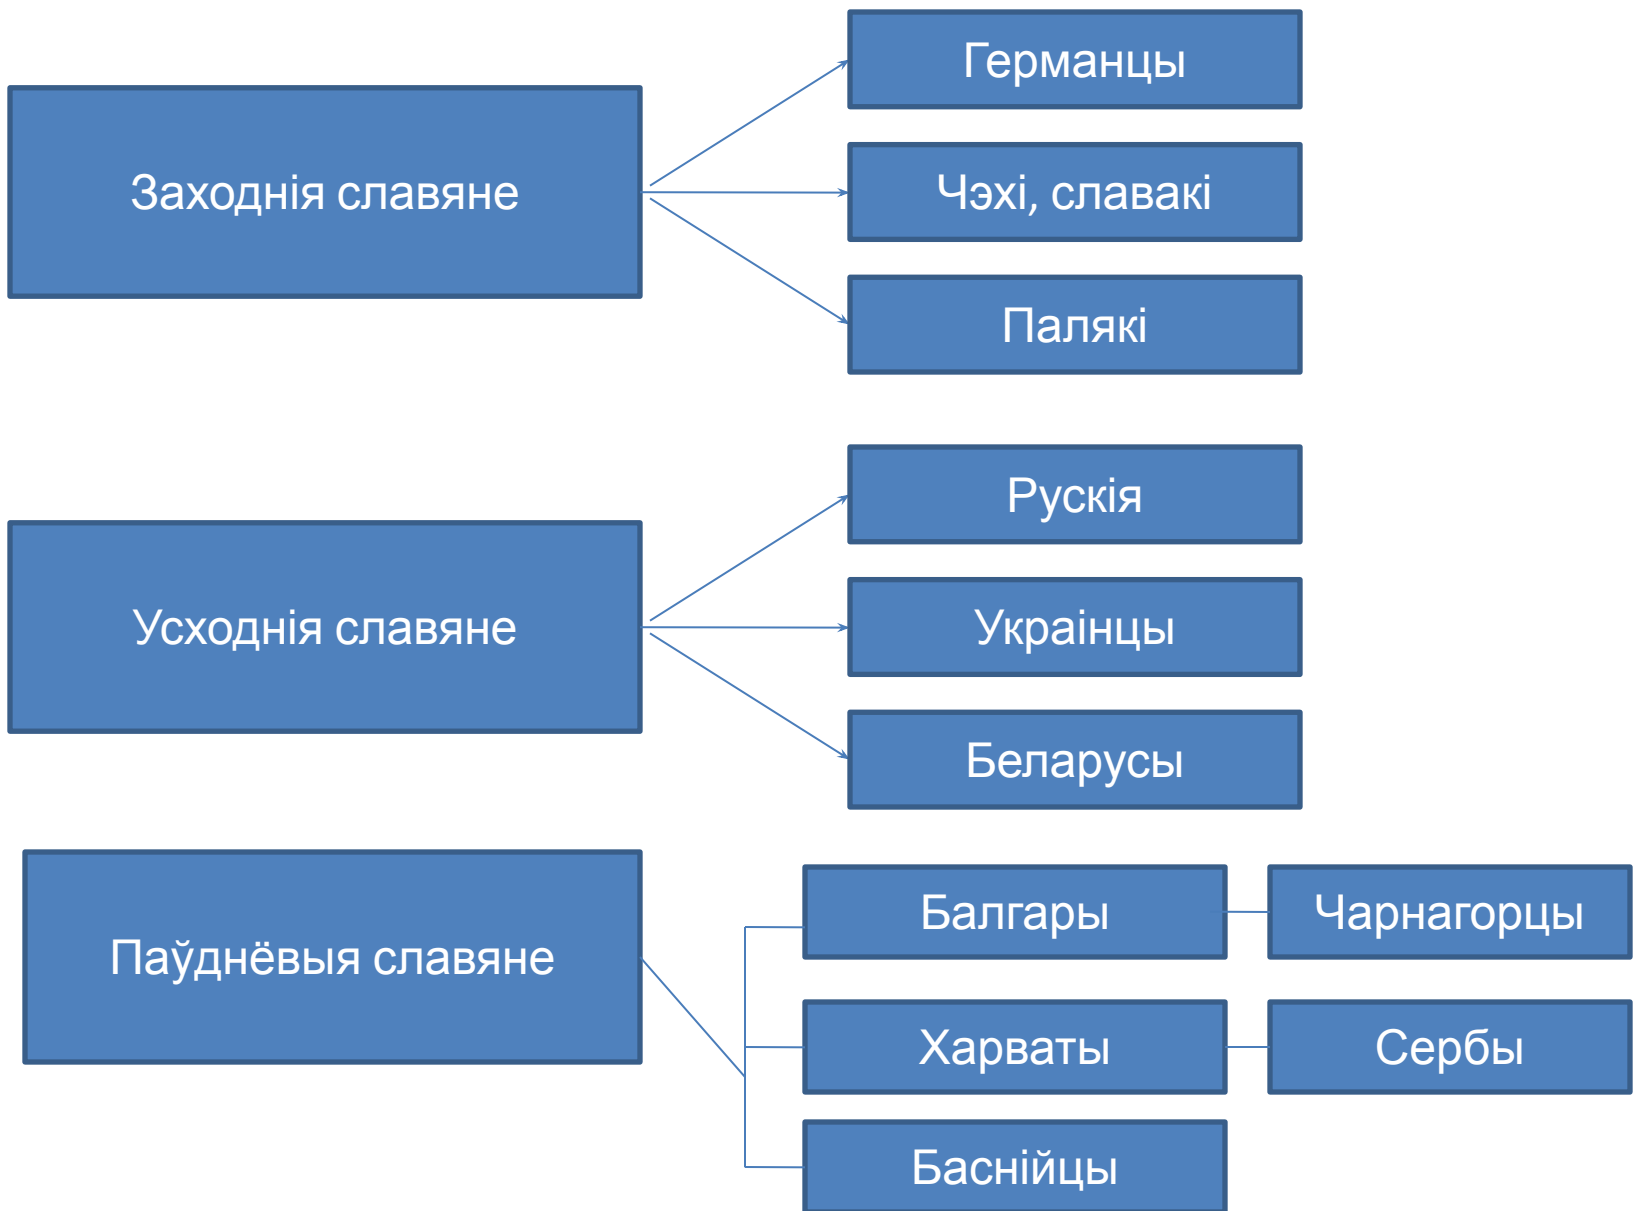 Заходнія славяне
Германцы
Чэхі, славакі
Палякі
Усходнія славяне
Рускія
Украінцы
Беларусы
Паўднёвыя славяне
Балгары
Чарнагорцы
Харваты
Сербы
Баснійцы